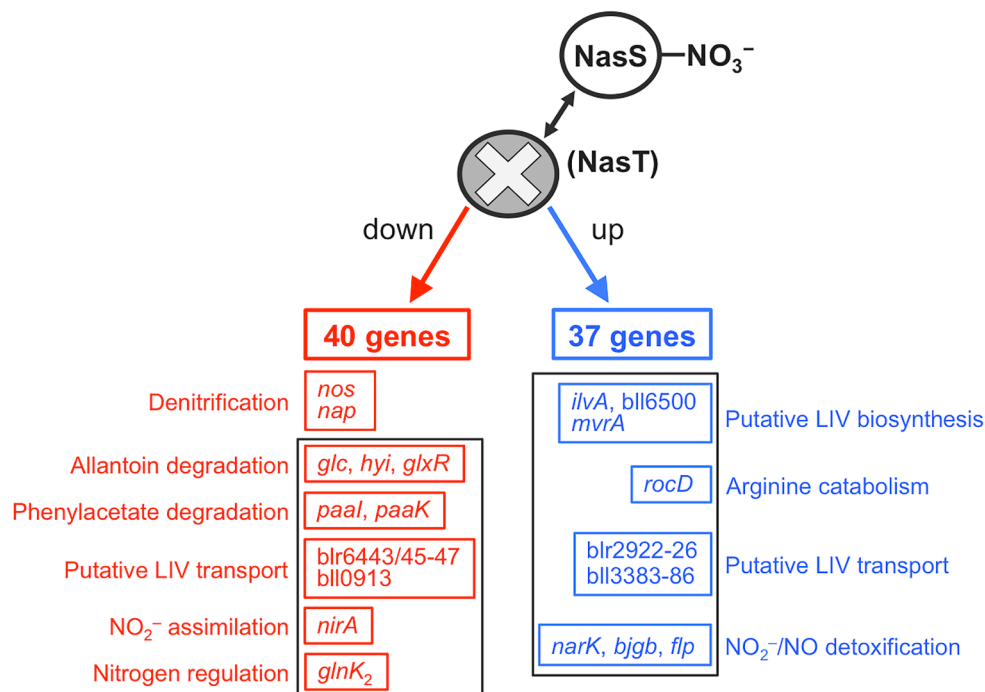 NasS–NO₃⁻
(NasT)
down
up
40 genes
37 genes
Denitrification
nos
nap
Allantoin degradation
glc, hyi, glxR
Phenylacetate degradation
paaI, paaK
Putative LIV transport
blr6443/45-47
bll0913
NO₂⁻ assimilation
nirA
Nitrogen regulation
glnK₂
ilvA, bll6500
mvrA
Putative LIV biosynthesis
rocD
Arginine catabolism
blr2922-26
bll3383-86
Putative LIV transport
narK, bjgb, flp
NO₂⁻/NO detoxification